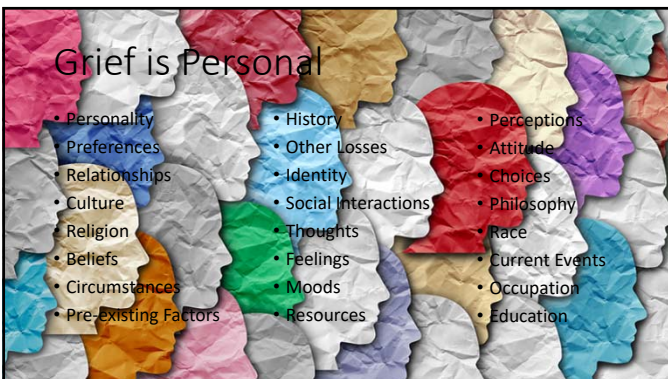 Grief is Personal
• Personality
• Preferences
• Relationships
• Culture
• Religion
• Beliefs
• Circumstances
• Pre-existing Factors
• History
• Other Losses
• Identity
• Social Interactions
• Thoughts
• Feelings
• Moods
• Resources
• Perceptions
• Attitude
• Choices
• Philosophy
• Race
• Current Events
• Occupation
• Education